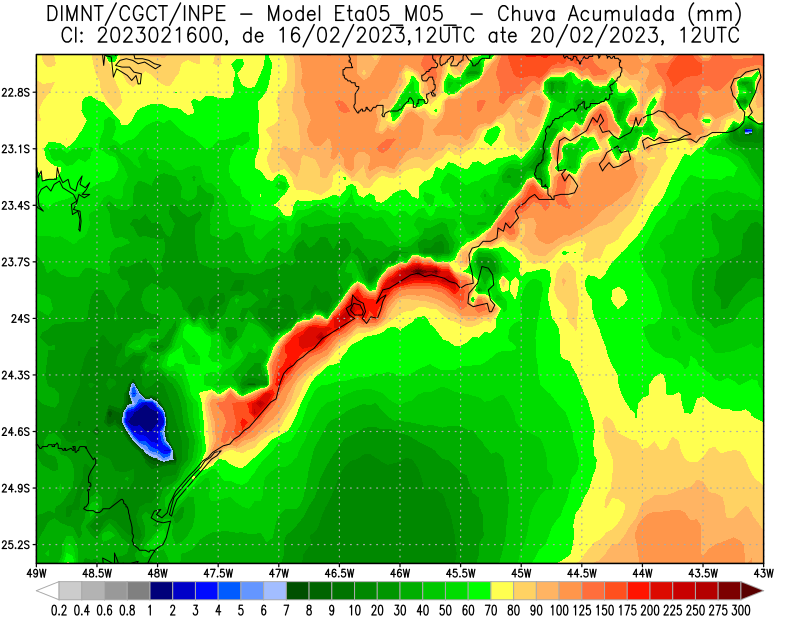 DIMNT/CGCT/INPE - Model Eta05_M05_ - Chuva Acumulada (mm)
CI: 2023021600, de 16/02/2023,12UTC ate 20/02/2023, 12UTC
22.8S
23.1S
23.4S
23.7S
24S
24.3S
24.6S
24.9S
25.2S
49W 48.5W 48W 47.5W 47W 46.5W 46W 45.5W 45W 44.5W 44W 43.5W 43W
0.2 0.4 0.6 0.8 1 2 3 4 5 6 7 8 9 10 20 30 40 50 60 70 80 90 100 125 150 175 200 225 250 275 300